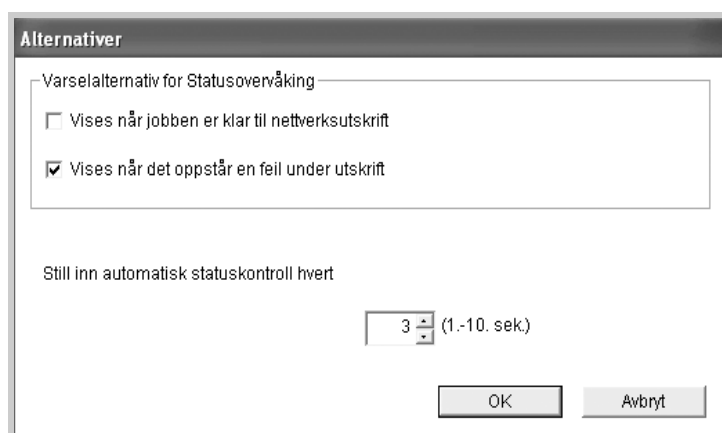 Alternativer
Varselalternativ for Statusovervåking
Vises når jobben er klar til nettverksutskrift
Vises når det oppstår en feil under utskrift
Still inn automatisk statuskontroll hvert
3 (1.-10. sek.)
OK Avbryt